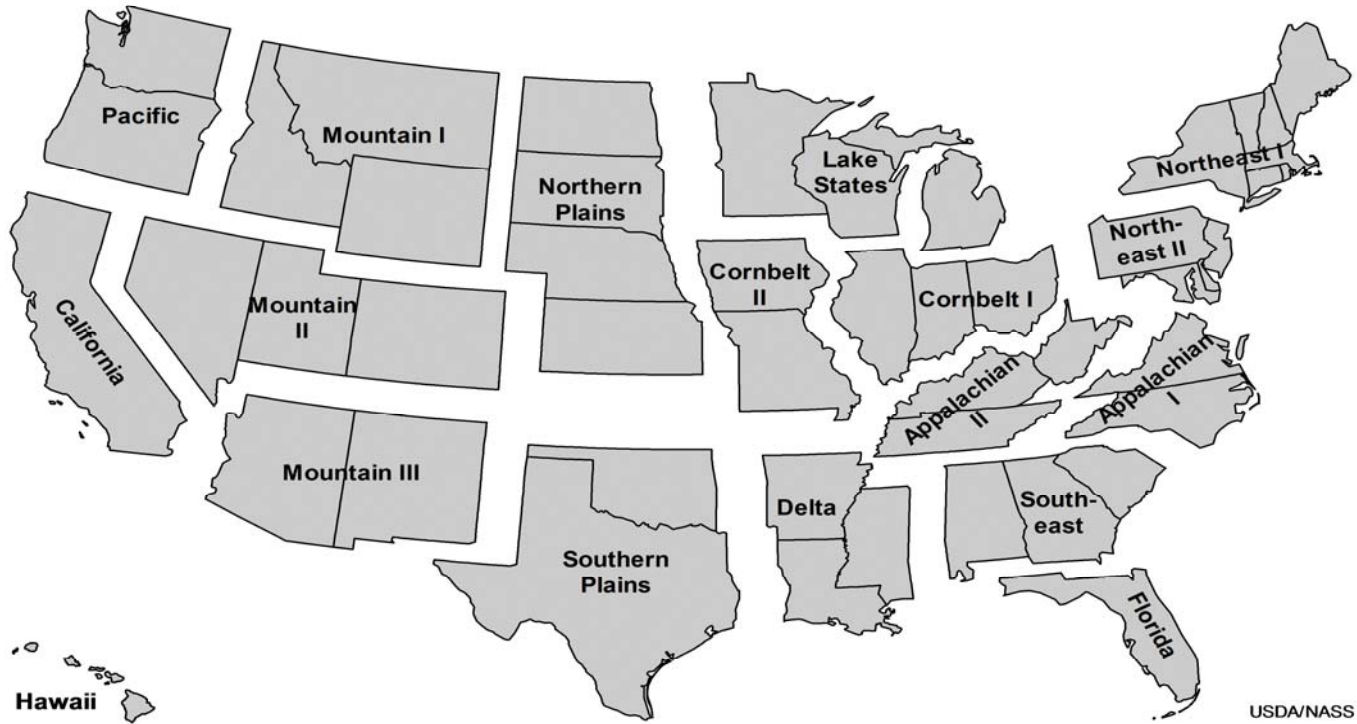 Pacific
Mountain I
Northern
Plains
Lake
States
Northeast I
North-
east II
Cornbelt
II
Cornbelt I
California
Mountain
II
Appalachian
II
Appalachian
I
Mountain III
Southern
Plains
Delta
South-
east
Florida
Hawaii
USDA/NASS